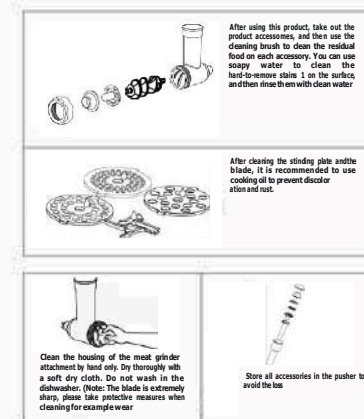 After using this product, take out the
product accessomes, and then use the
cleaning brush to clean the residual
food on each accessory. You can use
soapy water to clean the
hard-to-remove stains 1 on the surface,
and then rinse them with clean water
After cleaning the stinding plate andthe
blade, it is recommended to use
cooking oil to prevent discolor
ation and rust.
Clean the housing of the meat grinder
attachment by hand only. Dry thoroughly with
a soft dry cloth. Do not wash in the
dishwasher. (Note: The blade is extremely
sharp, please take protective measures when
cleaning for example wear
Store all accessories in the pusher to
avoid the loss